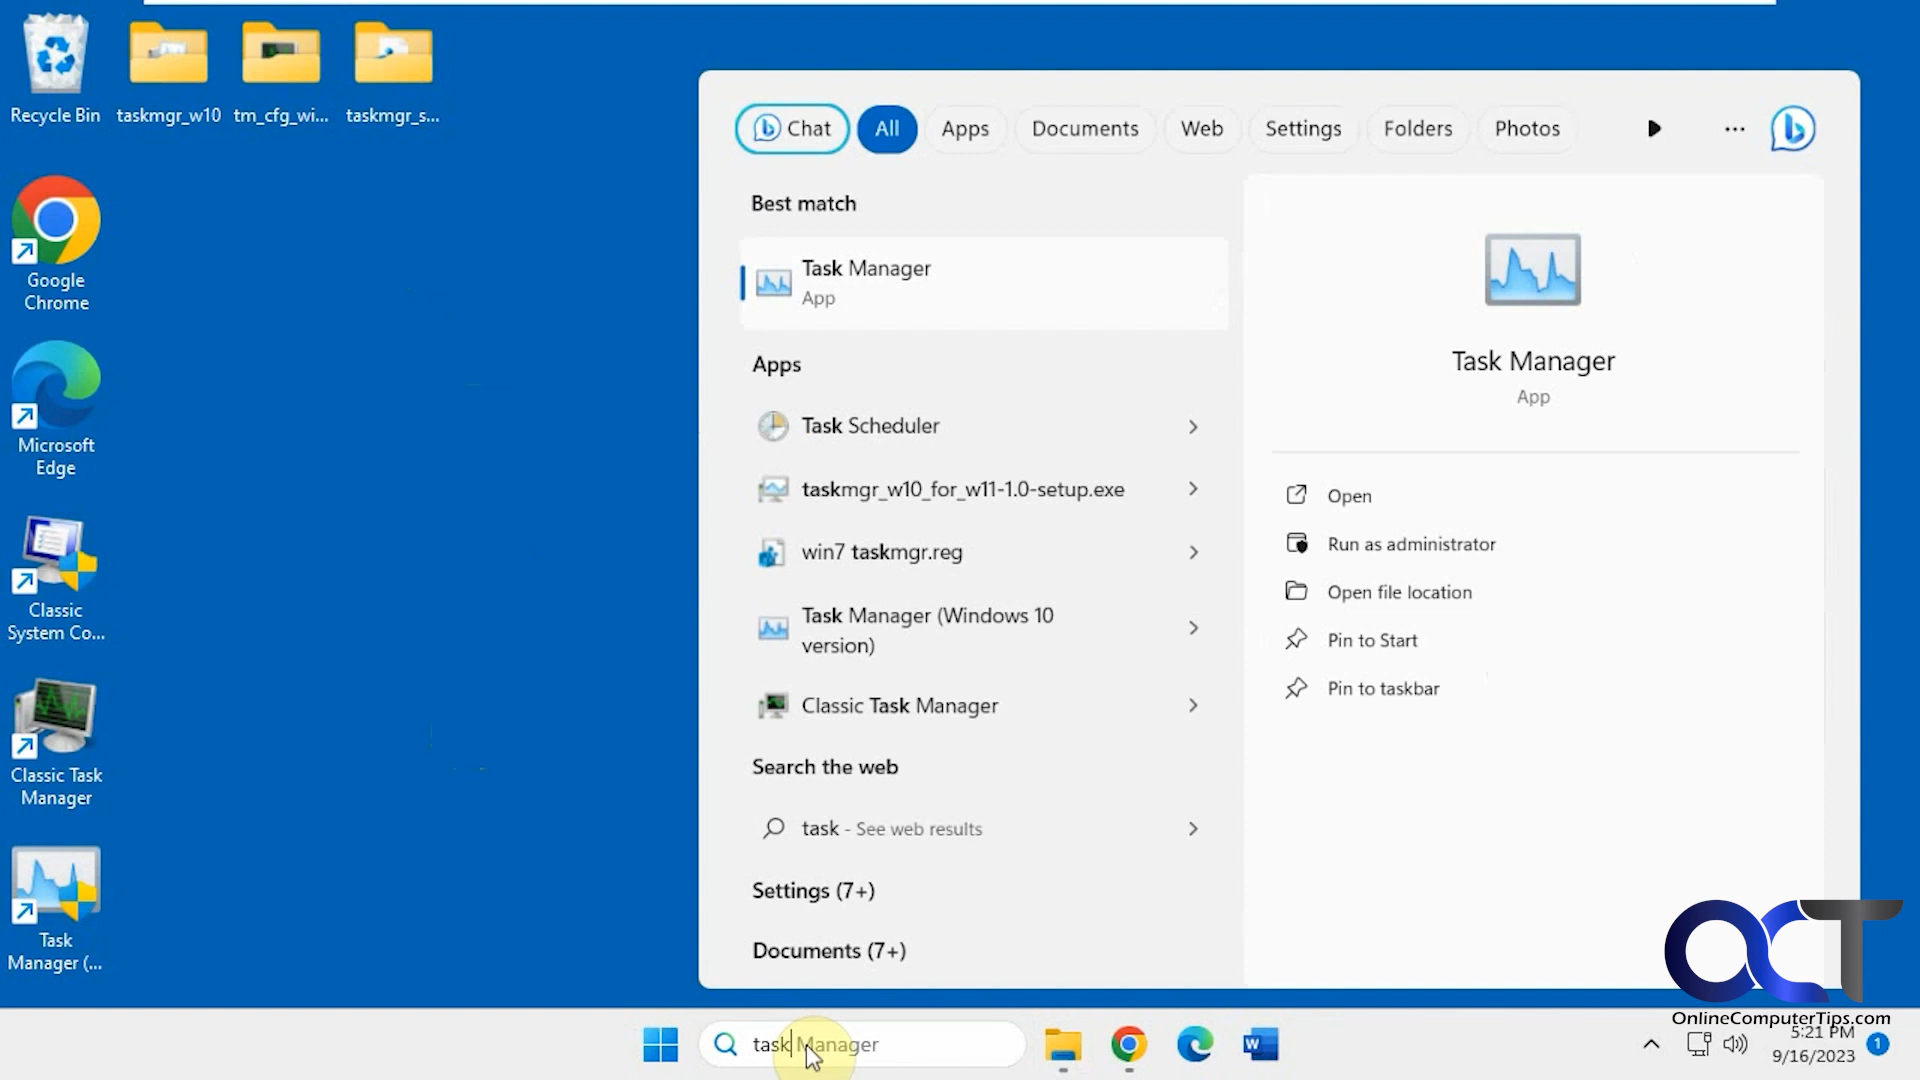 Recycle Bin
taskmgr_w10
tm_cfg_wi...
taskmgr_s...
Google
Chrome
Microsoft
Edge
Classic
System Co...
Classic Task
Manager
Task
Manager (...
Chat
All
Apps
Documents
Web
Settings
Folders
Photos
Best match
Task Manager
App
Apps
Task Scheduler
taskmgr_w10_for_w11-1.0-setup.exe
win7 taskmgr.reg
Task Manager (Windows 10
version)
Classic Task Manager
Search the web
task - See web results
Settings (7+)
Documents (7+)
Task Manager
App
Open
Run as administrator
Open file location
Pin to Start
Pin to taskbar
OCT
OnlineComputerTips.com
task Manager
W
5:21 PM
9/16/2023
1